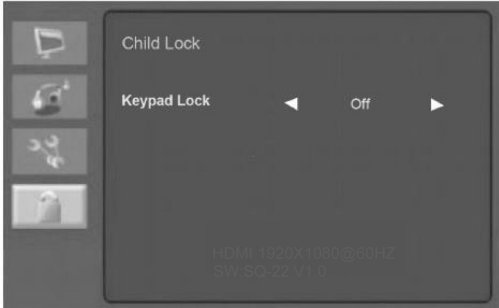 Child Lock
Keypad Lock Off
HDMI 1920X1080@60HZ
SW:SQ-22 V1.0